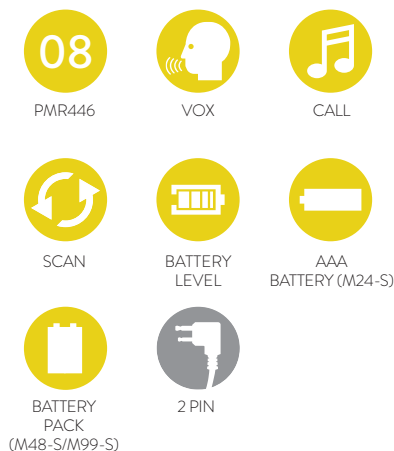 08
PMR446
VOX
CALL
SCAN
BATTERY
LEVEL
AAA
BATTERY (M24-S)
BATTERY
PACK
(M48-S/M99-S)
2 PIN